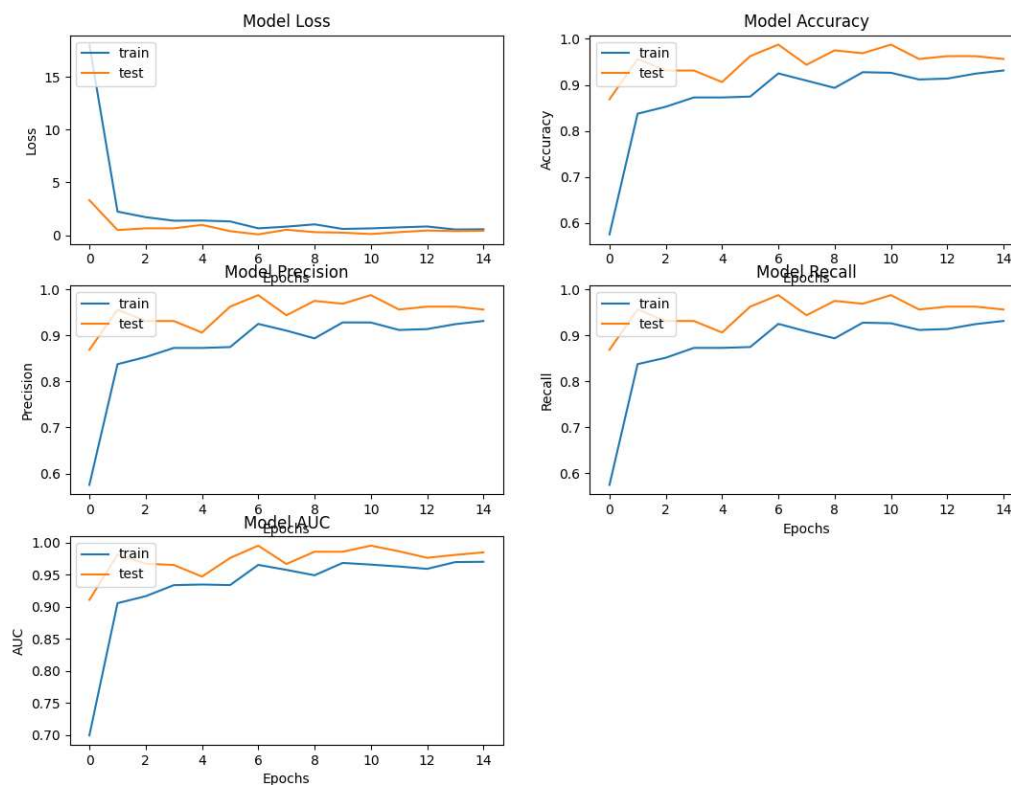 Model Loss
train
test
15
10
5
0
Loss
0 2 4 6 8 10 12 14
Epochs
Model Accuracy
train
test
1.0
0.9
0.8
0.7
0.6
Accuracy
0 2 4 6 8 10 12 14
Epochs
Model Precision
train
test
1.0
0.9
0.8
0.7
0.6
Precision
0 2 4 6 8 10 12 14
Epochs
Model Recall
train
test
1.0
0.9
0.8
0.7
0.6
Recall
0 2 4 6 8 10 12 14
Epochs
Model AUC
train
test
1.00
0.95
0.90
0.85
0.80
0.75
0.70
AUC
0 2 4 6 8 10 12 14
Epochs